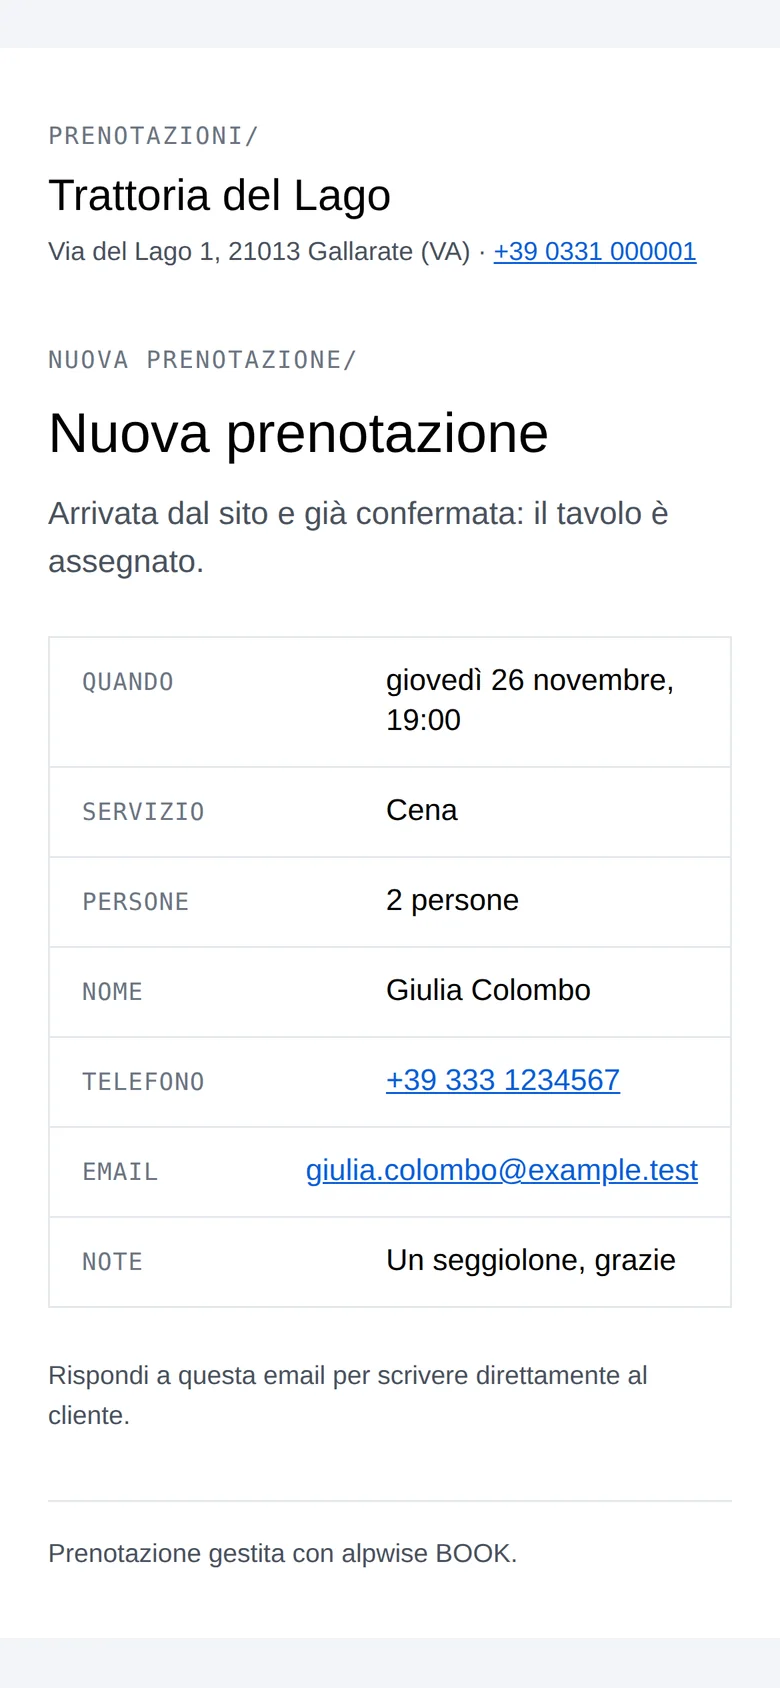 PRENOTAZIONI/
Trattoria del Lago
Via del Lago 1, 21013 Gallarate (VA) · +39 0331 000001
NUOVA PRENOTAZIONE/
Nuova prenotazione
Arrivata dal sito e già confermata: il tavolo è
assegnato.
QUANDO giovedì 26 novembre,
19:00
SERVIZIO Cena
PERSONE 2 persone
NOME Giulia Colombo
TELEFONO +39 333 1234567
EMAIL giulia.colombo@example.test
NOTE Un seggiolone, grazie
Rispondi a questa email per scrivere direttamente al
cliente.
Prenotazione gestita con alpwise BOOK.